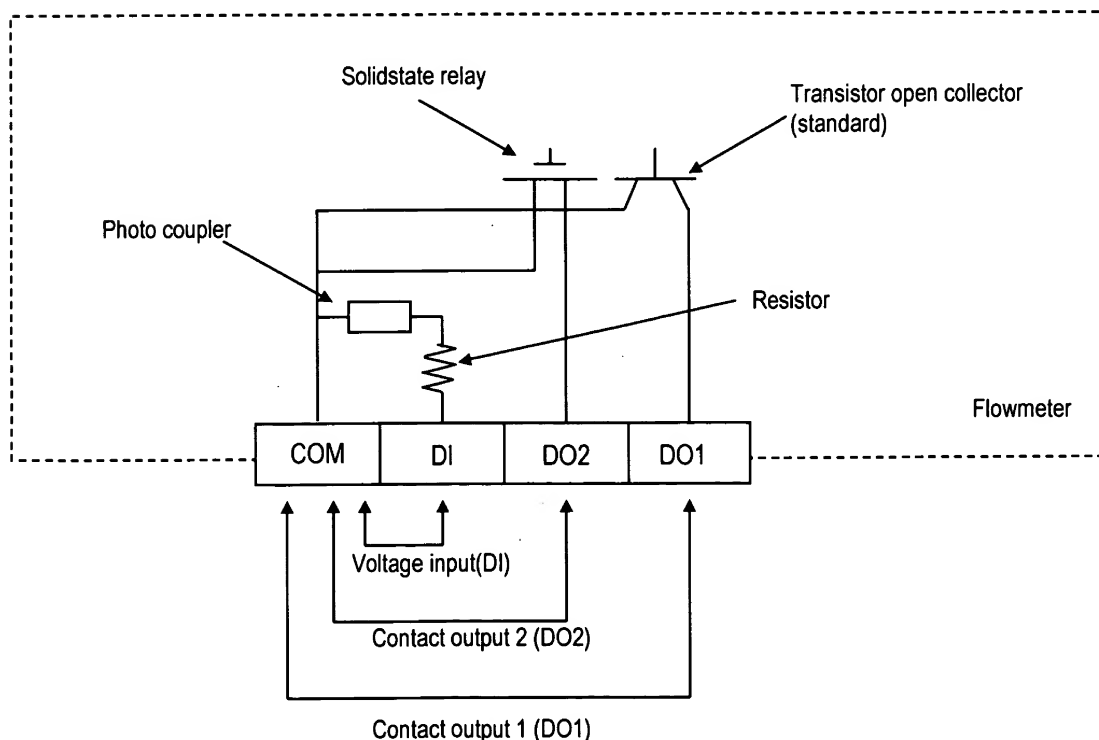 Solidstate relay
Transistor open collector
(standard)
Photo coupler
Resistor
Flowmeter
COM
DI
DO2
DO1
Voltage input(DI)
Contact output 2 (DO2)
Contact output 1 (DO1)